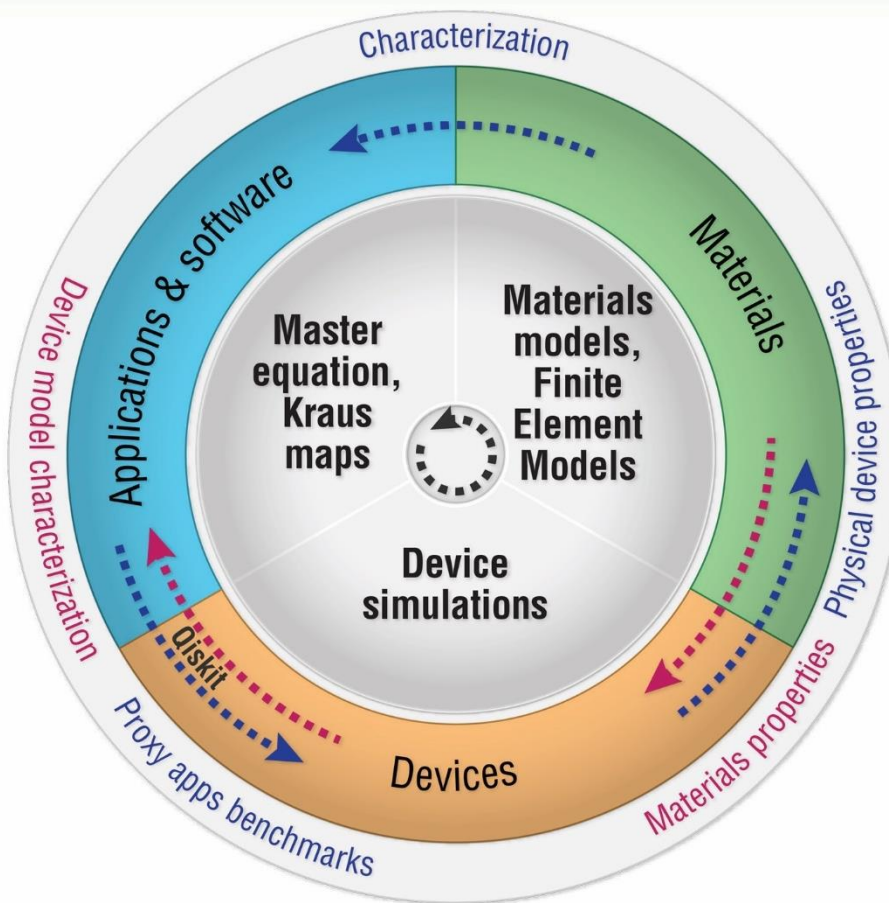 Characterization
Applications & software
Materials
Device model characterization
Physical device properties
Master
equation,
Kraus
maps
Materials
models,
Finite
Element
Models
Device
simulations
Qiskit
Devices
Proxy apps benchmarks
Materials properties